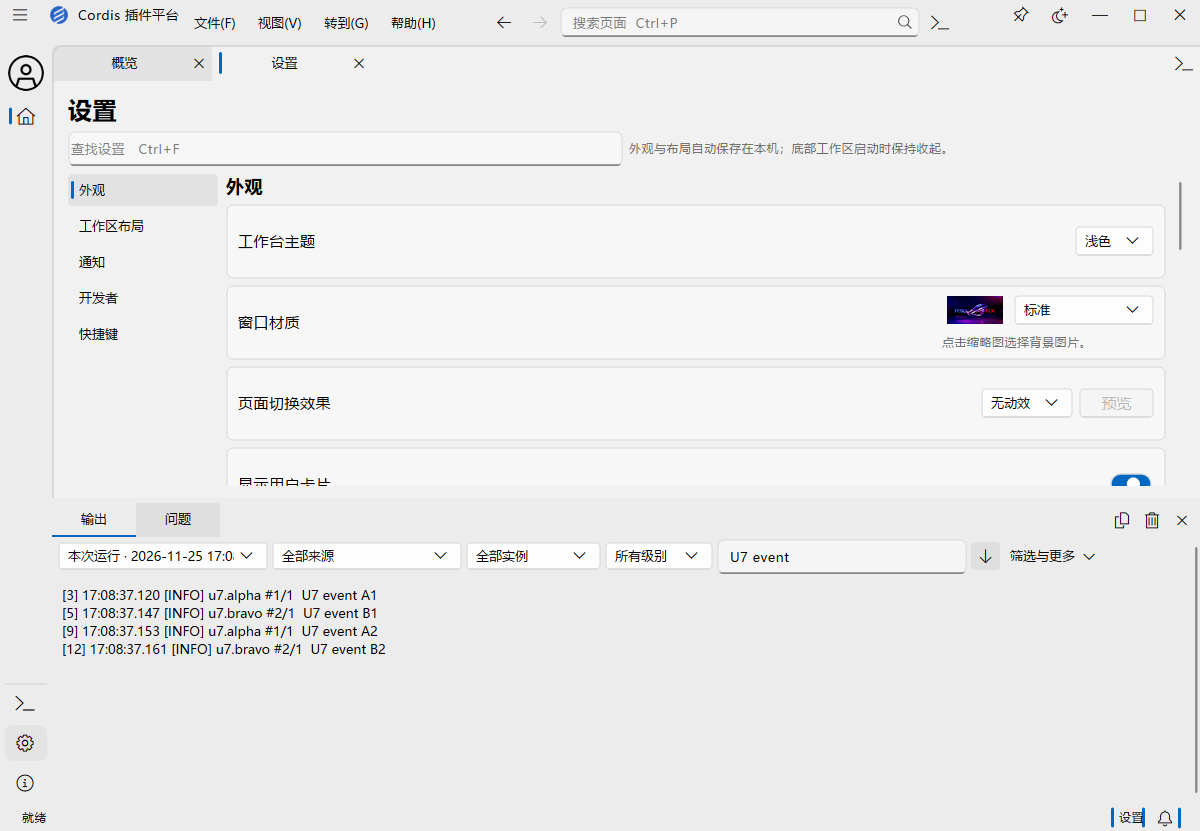 Cordis 插件平台 文件(F) 视图(V) 转到(G) 帮助(H) 搜索页面 Ctrl+P
概览 设置
设置
查找设置 Ctrl+F 外观与布局自动保存在本机；底部工作区启动时保持收起。
外观
工作区布局
通知
开发者
快捷键
外观
工作台主题 浅色
窗口材质 标准
点击缩略图选择背景图片。
页面切换效果 无动效 预览
显示用户卡片
输出 问题
本次运行 · 2026-11-25 17:0 全部来源 全部实例 所有级别 U7 event 筛选与更多
[3] 17:08:37.120 [INFO] u7.alpha #1/1 U7 event A1
[5] 17:08:37.147 [INFO] u7.bravo #2/1 U7 event B1
[9] 17:08:37.153 [INFO] u7.alpha #1/1 U7 event A2
[12] 17:08:37.161 [INFO] u7.bravo #2/1 U7 event B2
就绪 设置